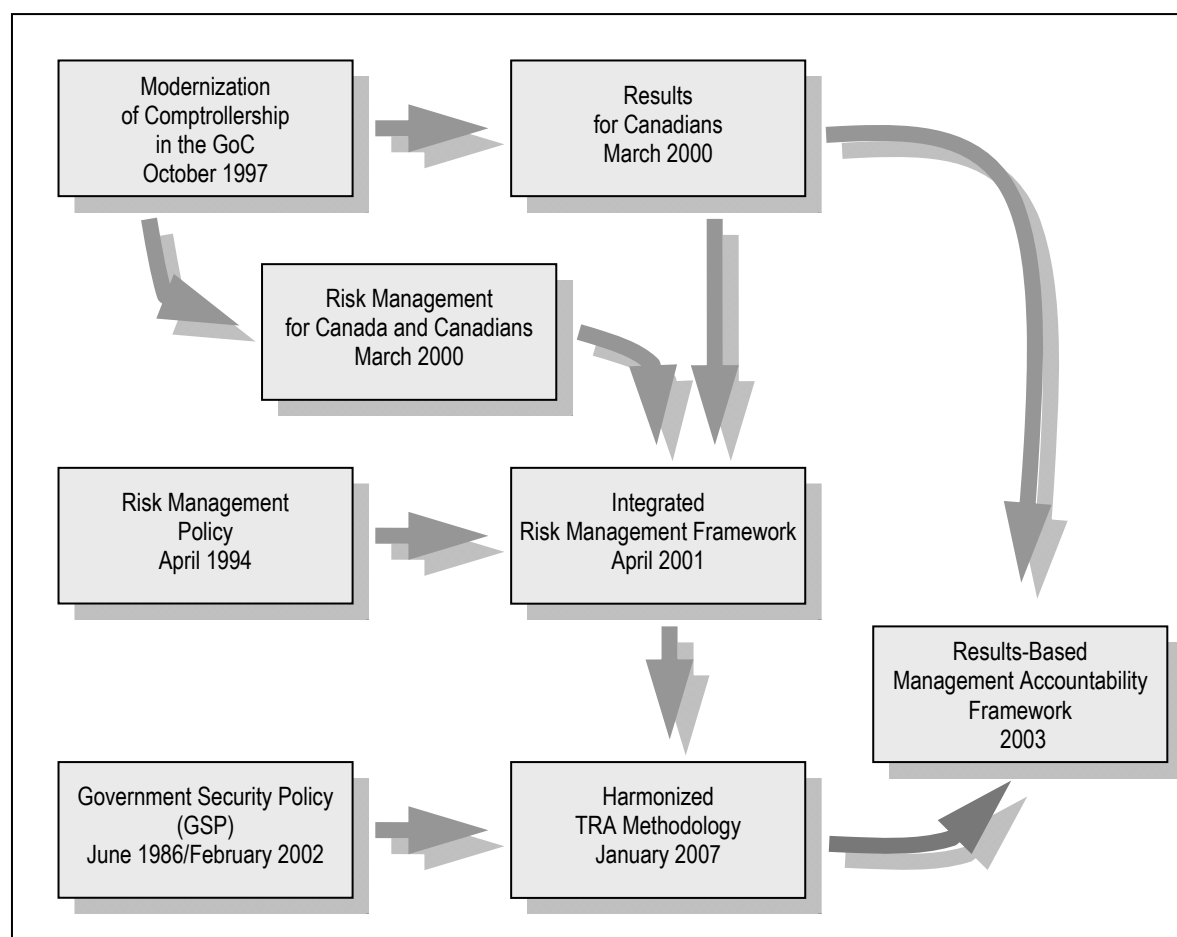 Modernization
of Comptrollership
in the GoC
October 1997
Results
for Canadians
March 2000
Risk Management
for Canada and Canadians
March 2000
Risk Management
Policy
April 1994
Integrated
Risk Management Framework
April 2001
Results-Based
Management Accountability
Framework
2003
Government Security Policy
(GSP)
June 1986/February 2002
Harmonized
TRA Methodology
January 2007